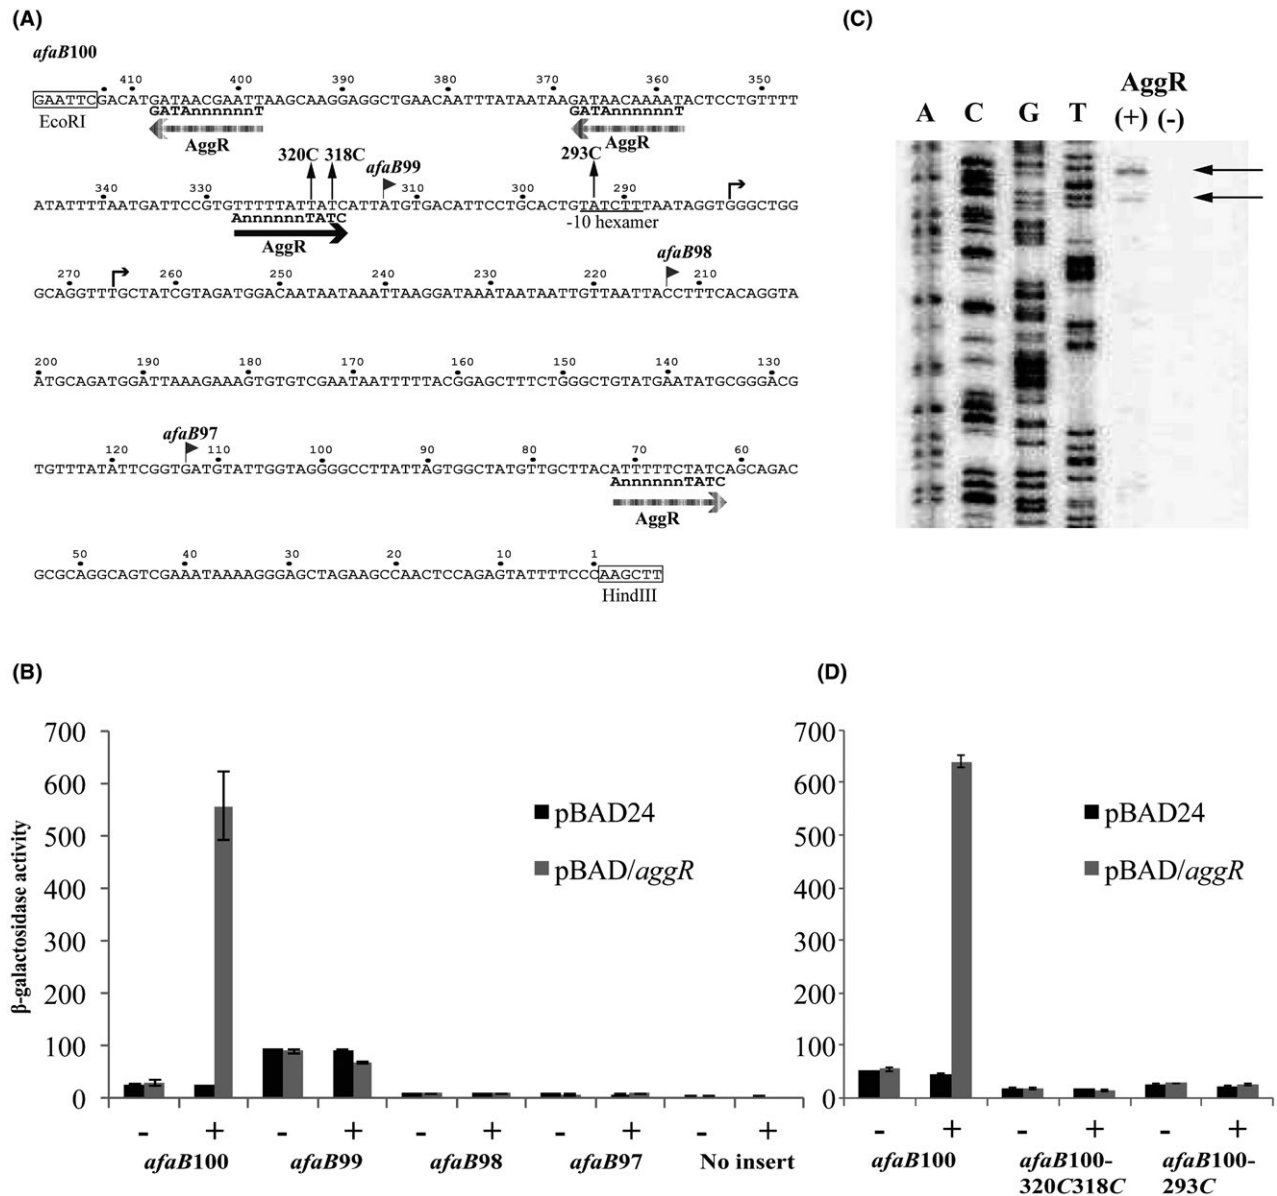 (A)
afaB100
410 400 390 380 370 360 350
GAATTCGACATGATAACGAATTAAGCAAGGAGGCTGAACAATTTATAATAAGATAACAAAATACTCCTGTTTT
EcoRI GATAnnnnnnT GATAnnnnnnT
AggR AggR
320C 318C afaB99 293C
340 330 310 300 290
ATATTTTAATGATTCCGTGTTTTTATTATCATTATGTGACATTCCTGCACTGTATCTTTAATAGGTGGGCTGG
AnnnnnnTATC -10 hexamer
AggR
afaB98
270 260 250 240 230 220 210
GCAGGTTTGCTATCGTAGATGGACAATAATAAATTAAGGATAAATAATAATTGTTAATTACCTTTCACAGGTA
200 190 180 170 160 150 140 130
ATGCAGATGGATTAAAGAAAGTGTGTCGAATAATTTTTACGGAGCTTTCTGGGCTGTATGAATATGCGGGACG
afaB97
120 110 100 90 80 70 60
TGTTTATATTCGGTGATGTATTGGTAGGGGCCTTATTAGTGGCTATGTTGCTTACATTTTTCTATCAGCAGAC
AnnnnnnTATC
AggR
50 40 30 20 10 1
GCGCAGGCAGTCGAAATAAAAGGGAGCTAGAAGCCAACTCCAGAGTATTTTCCCAAGCTT
HindIII
(C)
AggR
A C G T (+) (-)
(B)
β-galactosidase activity
700
600
500
400
300
200
100
0
pBAD24
pBAD/aggR
- + - + - + - + - +
afaB100 afaB99 afaB98 afaB97 No insert
(D)
700
600
500
400
300
200
100
0
pBAD24
pBAD/aggR
- + - + - +
afaB100 afaB100-320C318C afaB100-293C